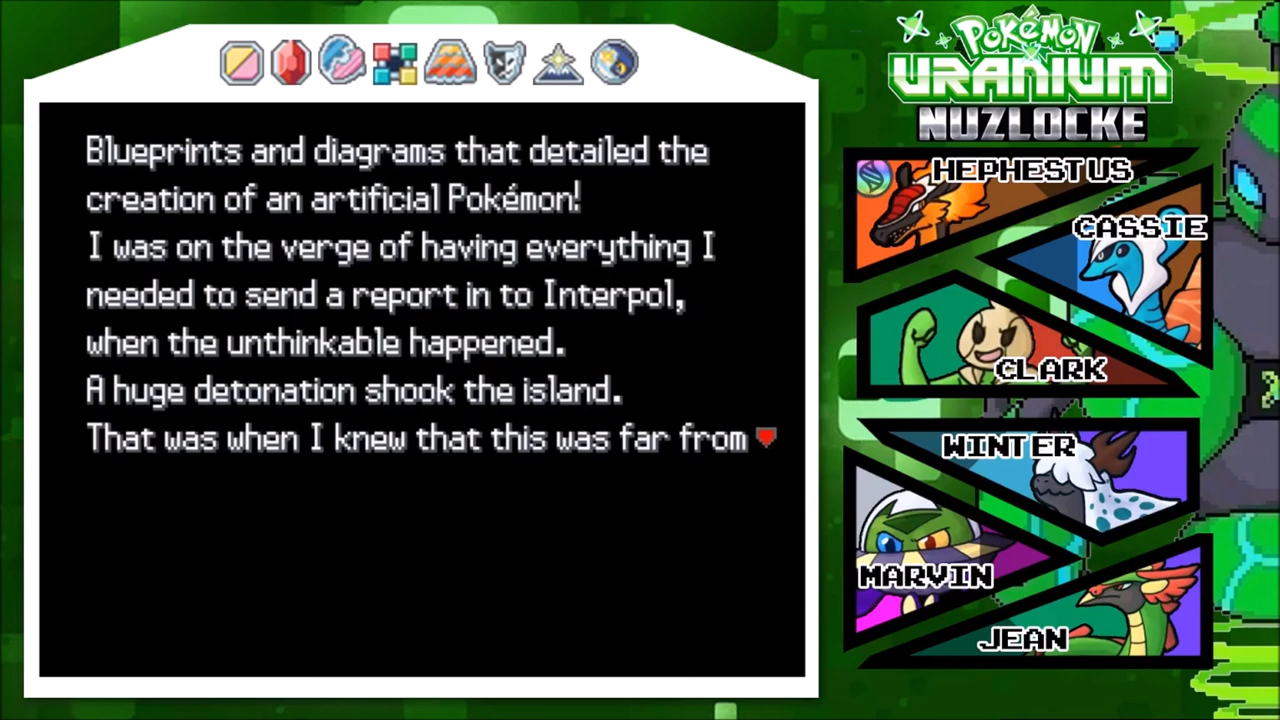 Blueprints and diagrams that detailed the
creation of an artificial Pokémon!
I was on the verge of having everything I
needed to send a report in to Interpol,
when the unthinkable happened.
A huge detonation shook the island.
That was when I knew that this was far from
POKÉMON
URANIUM
NUZLOCKE
HEPHESTUS
CASSIE
CLARK
WINTER
MARVIN
JEAN